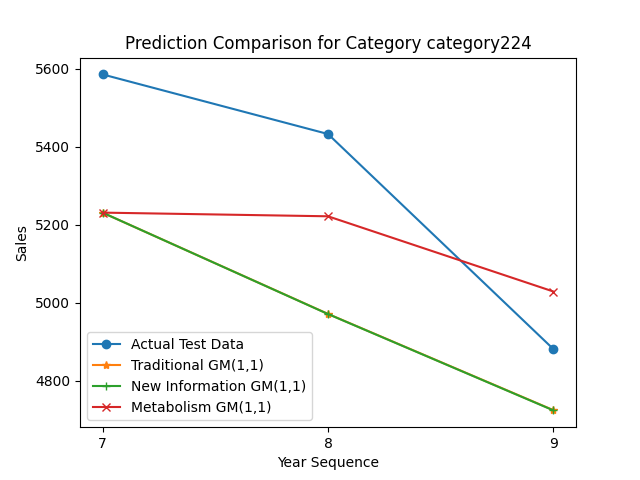 Prediction Comparison for Category category224
5600
5400
5200
5000
4800
Sales
Actual Test Data
Traditional GM(1,1)
New Information GM(1,1)
Metabolism GM(1,1)
7
8
9
Year Sequence